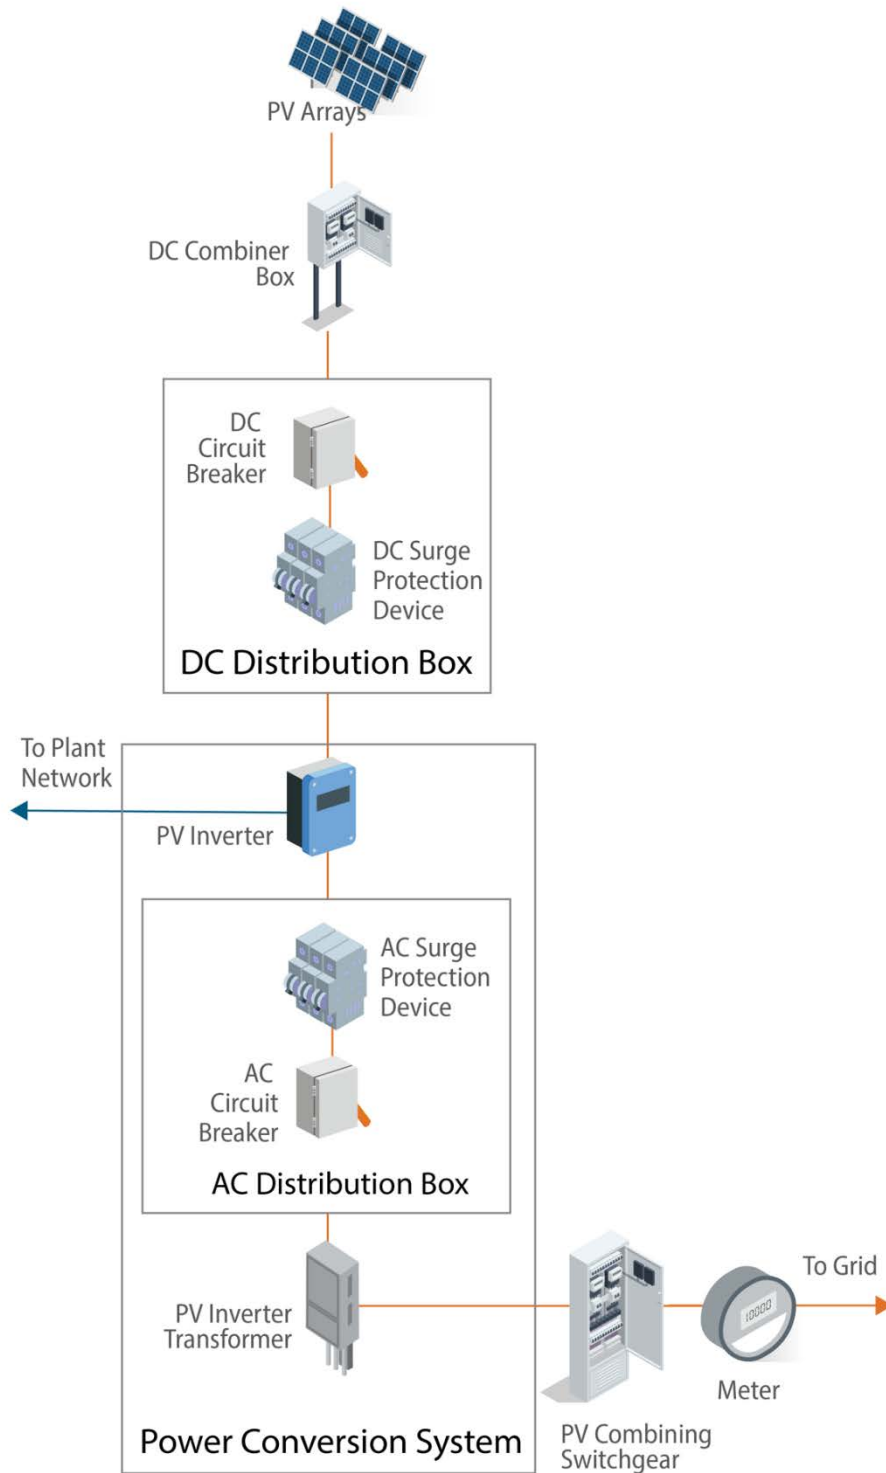 PV Arrays
DC Combiner
Box
DC
Circuit
Breaker
DC Surge
Protection
Device
DC Distribution Box
To Plant
Network
PV Inverter
AC Surge
Protection
Device
AC
Circuit
Breaker
AC Distribution Box
PV Inverter
Transformer
To Grid
10000
Meter
PV Combining
Switchgear
Power Conversion System